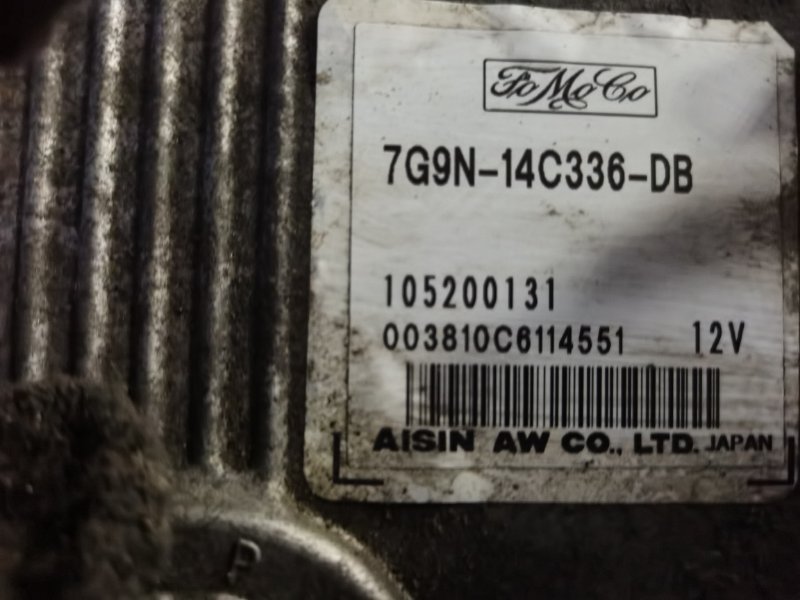 FoMoCo
7G9N-14C336-DB
105200131
003810C6114551 12V
AISIN AW CO., LTD. JAPAN
P